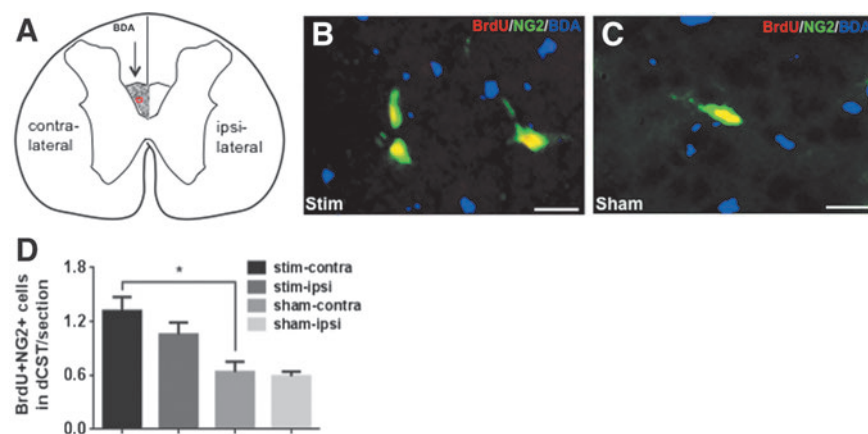 A
BDA
contra-
lateral
ipsi-
lateral
B
BrdU/NG2/BDA
Stim
C
BrdU/NG2/BDA
Sham
D
BrdU+NG2+ cells
in dCST/section
1.8
1.2
0.6
0.0
*
stim-contra
stim-ipsi
sham-contra
sham-ipsi